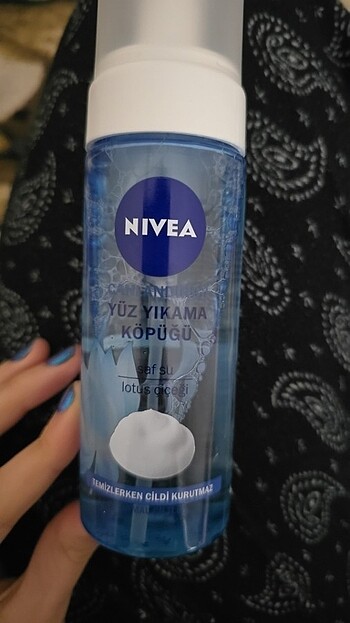 NIVEA
YÜZ YIKAMA
KÖPÜĞÜ
saf su
lotus çiçeği
TEMİZLERKEN CİLDİ KURUTMAZ